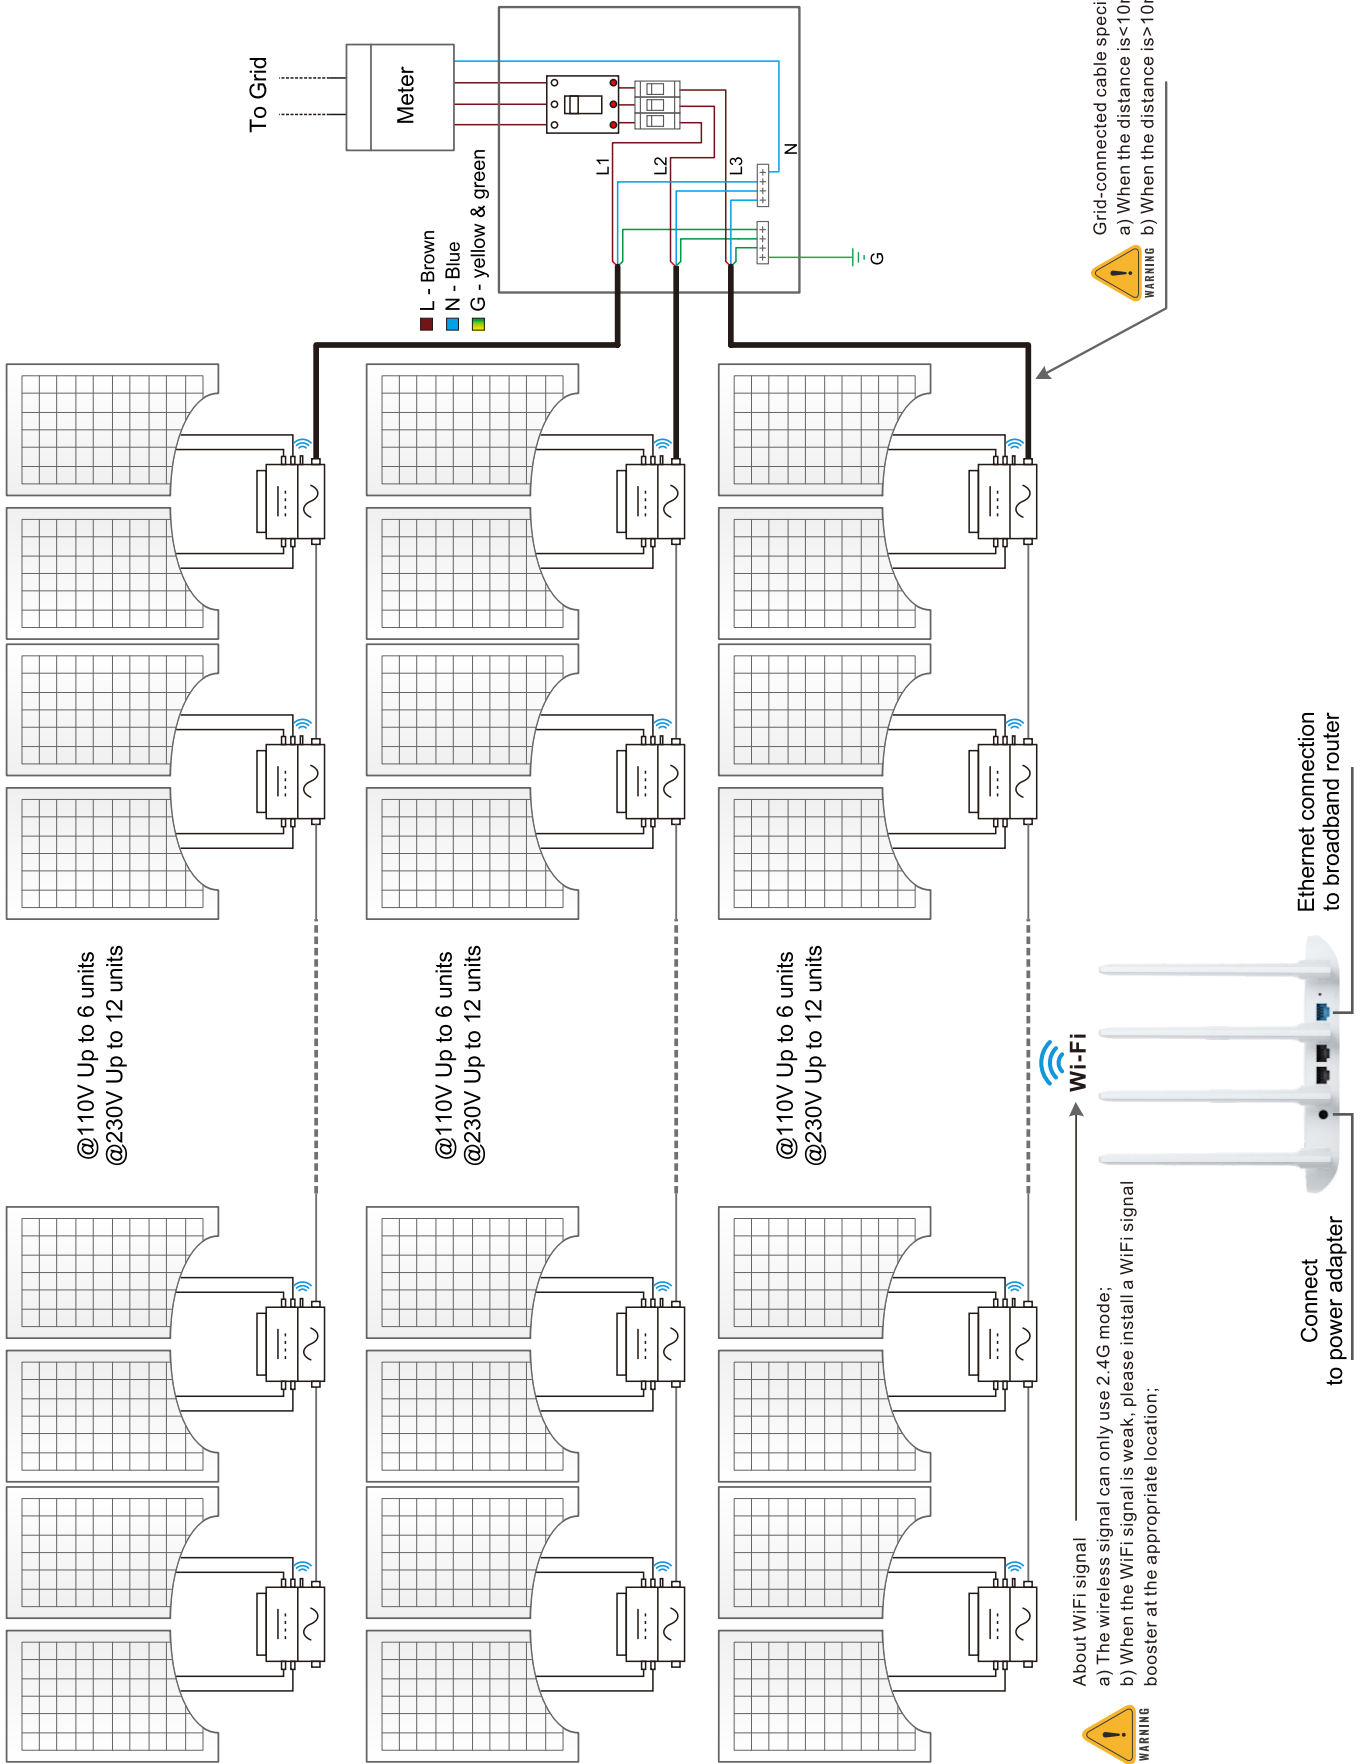 To Grid
Meter
L - Brown
N - Blue
G - yellow & green
L1
L2
L3
N
G
WARNING
Grid-connected cable speci
a) When the distance is<10
b) When the distance is>10
@110V Up to 6 units
@230V Up to 12 units
@110V Up to 6 units
@230V Up to 12 units
@110V Up to 6 units
@230V Up to 12 units
Wi-Fi
WARNING
About WiFi signal
a) The wireless signal can only use 2.4G mode;
b) When the WiFi signal is weak, please install a WiFi signal
booster at the appropriate location;
Connect
to power adapter
Ethernet connection
to broadband router